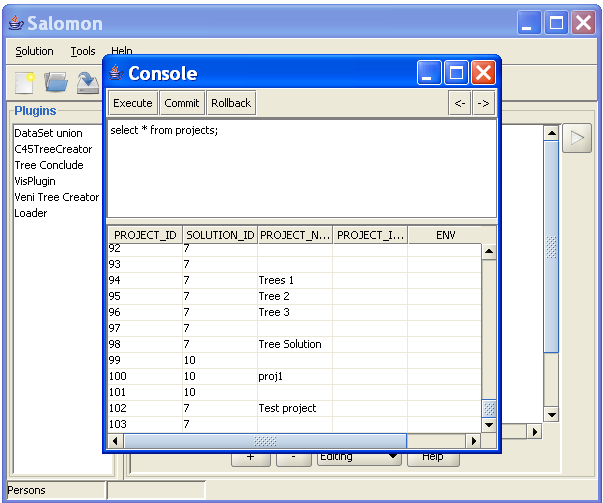 Salomon
Solution Tools Help
Console
Execute Commit Rollback <- ->
select * from projects;
Plugins
DataSet union
C45TreeCreator
Tree Conclude
VisPlugin
Veni Tree Creator
Loader
PROJECT_ID SOLUTION_ID PROJECT_N... PROJECT_I... ENV
92 7
93 7
94 7 Trees 1
95 7 Tree 2
96 7 Tree 3
97 7
98 7 Tree Solution
99 10
100 10 proj1
101 10
102 7 Test project
103 7
+ - Editing Help
Persons